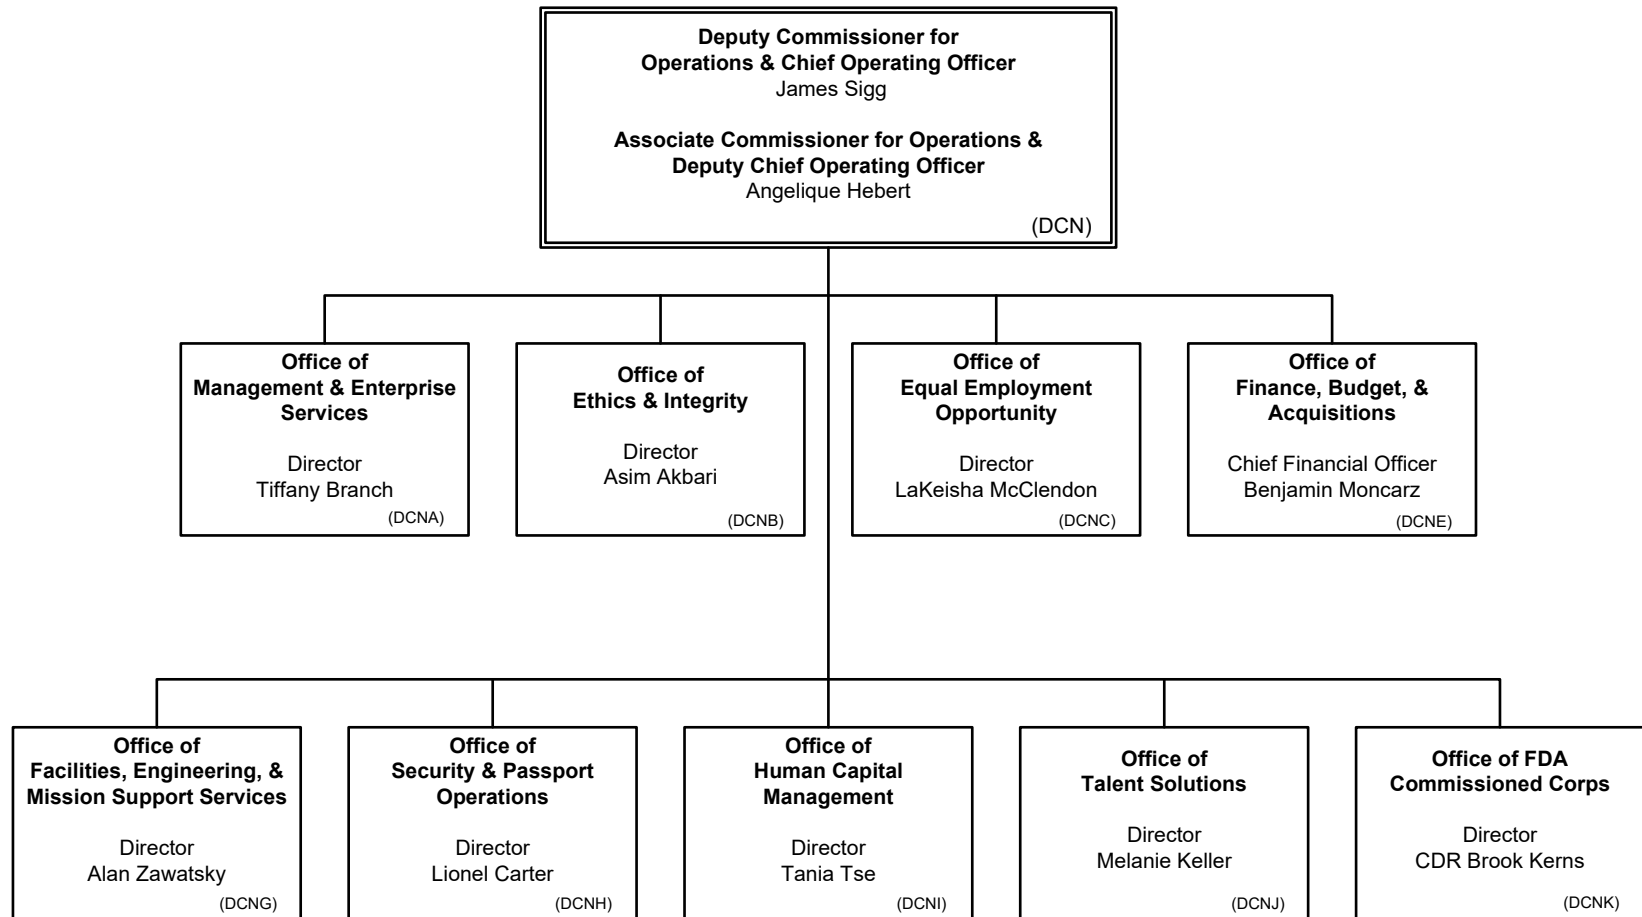 Deputy Commissioner for
Operations & Chief Operating Officer
James Sigg
Associate Commissioner for Operations &
Deputy Chief Operating Officer
Angelique Hebert
(DCN)
Office of
Management & Enterprise
Services
Director
Tiffany Branch
(DCNA)
Office of
Ethics & Integrity
Director
Asim Akbari
(DCNB)
Office of
Equal Employment
Opportunity
Director
LaKeisha McClendon
(DCNC)
Office of
Finance, Budget, &
Acquisitions
Chief Financial Officer
Benjamin Moncarz
(DCNE)
Office of
Facilities, Engineering, &
Mission Support Services
Director
Alan Zawatsky
(DCNG)
Office of
Security & Passport
Operations
Director
Lionel Carter
(DCNH)
Office of
Human Capital
Management
Director
Tania Tse
(DCNI)
Office of
Talent Solutions
Director
Melanie Keller
(DCNJ)
Office of FDA
Commissioned Corps
Director
CDR Brook Kerns
(DCNK)